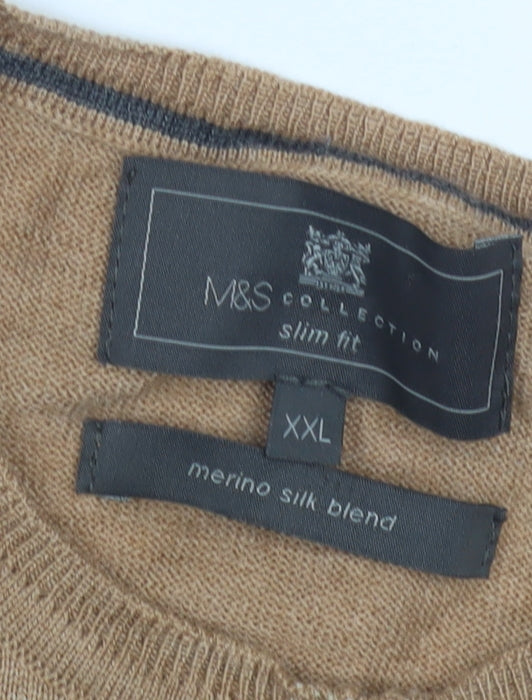 M&S COLLECTION
slim fit
XXL
merino silk blend